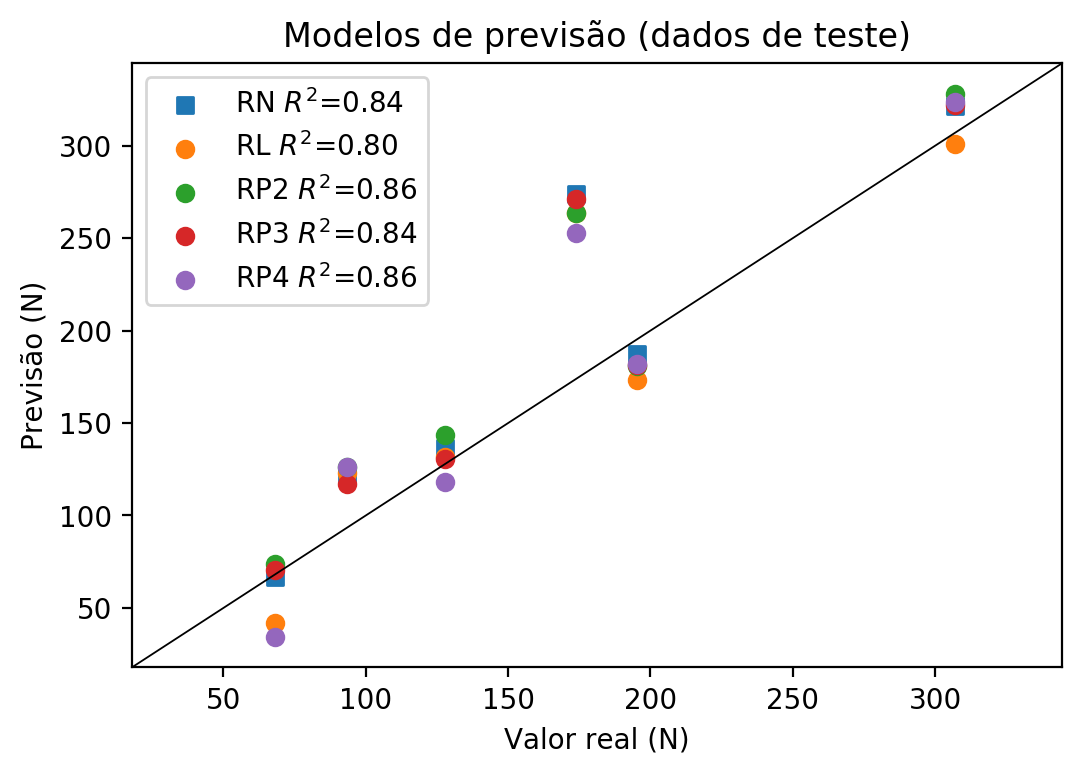 Modelos de previsão (dados de teste)
RN R²=0.84
RL R²=0.80
RP2 R²=0.86
RP3 R²=0.84
RP4 R²=0.86
Previsão (N)
300
250
200
150
100
50
50 100 150 200 250 300
Valor real (N)